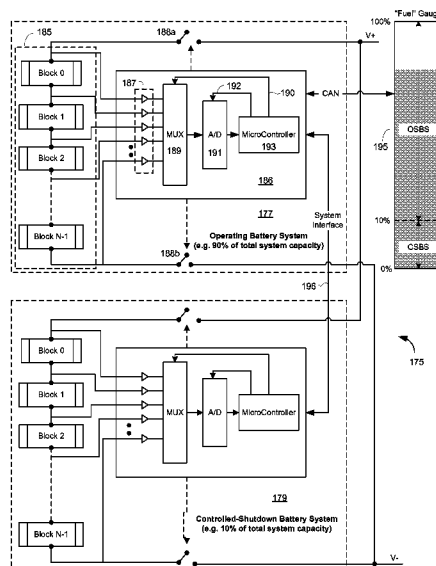 "Fuel" Gauge
100%
185
188a
V+
Block 0
187
192
190
CAN
Block 1
MUX
A/D
MicroController
195
OSBS
Block 2
189
191
193
186
177
System
Interface
10%
Operating Battery System
(e.g. 90% of total system capacity)
CSBS
Block N-1
188b
0%
196
175
Block 0
Block 1
MUX
A/D
MicroController
Block 2
179
Controlled-Shutdown Battery System
(e.g. 10% of total system capacity)
Block N-1
V-